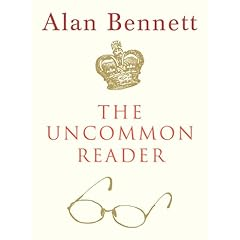 Alan Bennett
THE
UNCOMMON
READER